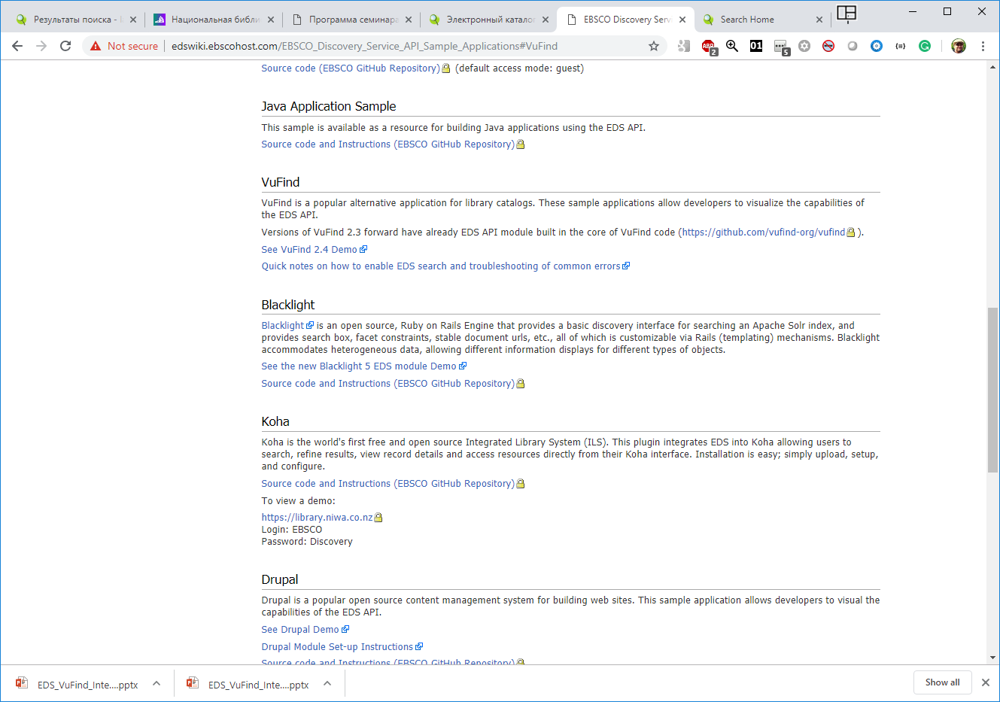 Результаты поиска - I
Национальная библи
Программа семинара
Электронный каталог
EBSCO Discovery Serv
Search Home
Not secure
edswiki.ebscohost.com/EBSCO_Discovery_Service_API_Sample_Applications#VuFind
ABP
2
01
5
Source code (EBSCO GitHub Repository) (default access mode: guest)
Java Application Sample
This sample is available as a resource for building Java applications using the EDS API.
Source code and Instructions (EBSCO GitHub Repository)
VuFind
VuFind is a popular alternative application for library catalogs. These sample applications allow developers to visualize the capabilities of
the EDS API.
Versions of VuFind 2.3 forward have already EDS API module built in the core of VuFind code (https://github.com/vufind-org/vufind ).
See VuFind 2.4 Demo
Quick notes on how to enable EDS search and troubleshooting of common errors
Blacklight
Blacklight is an open source, Ruby on Rails Engine that provides a basic discovery interface for searching an Apache Solr index, and
provides search box, facet constraints, stable document urls, etc., all of which is customizable via Rails (templating) mechanisms. Blacklight
accommodates heterogeneous data, allowing different information displays for different types of objects.
See the new Blacklight 5 EDS module Demo
Source code and Instructions (EBSCO GitHub Repository)
Koha
Koha is the world's first free and open source Integrated Library System (ILS). This plugin integrates EDS into Koha allowing users to
search, refine results, view record details and access resources directly from their Koha interface. Installation is easy; simply upload, setup,
and configure.
Source code and Instructions (EBSCO GitHub Repository)
To view a demo:
https://library.niwa.co.nz
Login: EBSCO
Password: Discovery
Drupal
Drupal is a popular open source content management system for building web sites. This sample application allows developers to visual the
capabilities of the EDS API.
See Drupal Demo
Drupal Module Set-up Instructions
Source code and Instructions (EBSCO GitHub Repository)
EDS_VuFind_Inte....pptx
EDS_VuFind_Inte....pptx
Show all